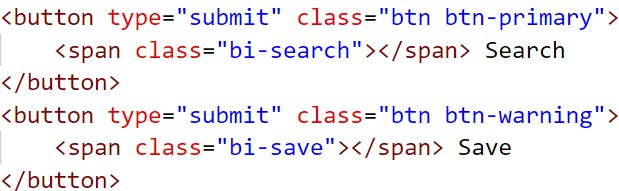 <button type="submit" class="btn btn-primary">
    <span class="bi-search"></span> Search
</button>
<button type="submit" class="btn btn-warning">
    <span class="bi-save"></span> Save
</button>